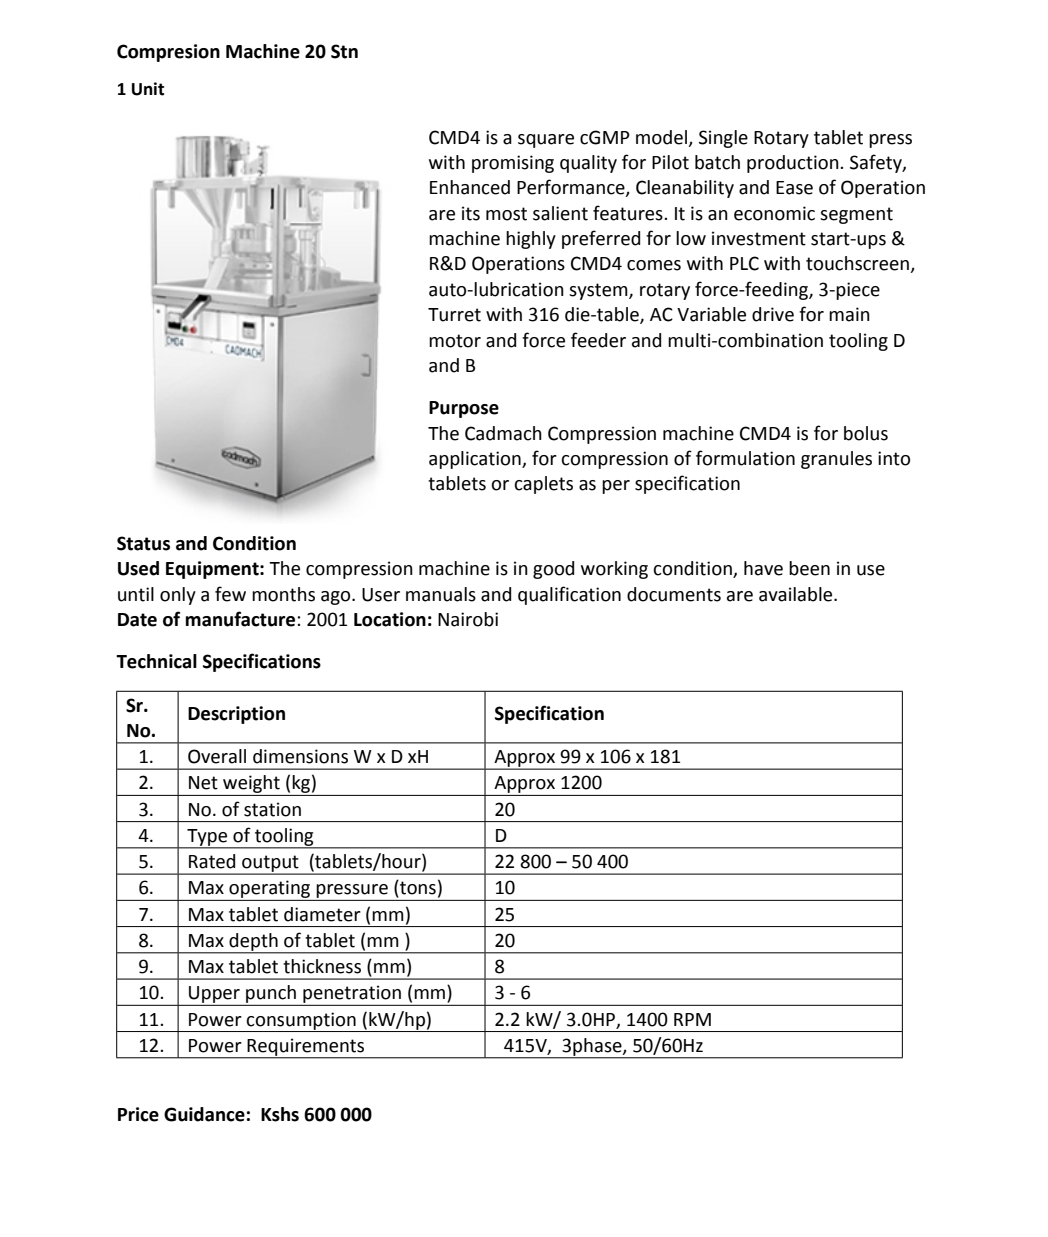 Compresion Machine 20 Stn
1 Unit
CMD4 is a square cGMP model, Single Rotary tablet press
with promising quality for Pilot batch production. Safety,
Enhanced Performance, Cleanability and Ease of Operation
are its most salient features. It is an economic segment
machine highly preferred for low investment start-ups &
R&D Operations CMD4 comes with PLC with touchscreen,
auto-lubrication system, rotary force-feeding, 3-piece
Turret with 316 die-table, AC Variable drive for main
motor and force feeder and multi-combination tooling D
and B
CMD4
CADMACH
cadmach
Purpose
The Cadmach Compression machine CMD4 is for bolus
application, for compression of formulation granules into
tablets or caplets as per specification
Status and Condition
Used Equipment: The compression machine is in good working condition, have been in use
until only a few months ago. User manuals and qualification documents are available.
Date of manufacture: 2001 Location: Nairobi
Technical Specifications
Sr. No. Description Specification
1. Overall dimensions W x D xH Approx 99 x 106 x 181
2. Net weight (kg) Approx 1200
3. No. of station 20
4. Type of tooling D
5. Rated output (tablets/hour) 22 800 – 50 400
6. Max operating pressure (tons) 10
7. Max tablet diameter (mm) 25
8. Max depth of tablet (mm ) 20
9. Max tablet thickness (mm) 8
10. Upper punch penetration (mm) 3 - 6
11. Power consumption (kW/hp) 2.2 kW/ 3.0HP, 1400 RPM
12. Power Requirements 415V, 3phase, 50/60Hz
Price Guidance: Kshs 600 000